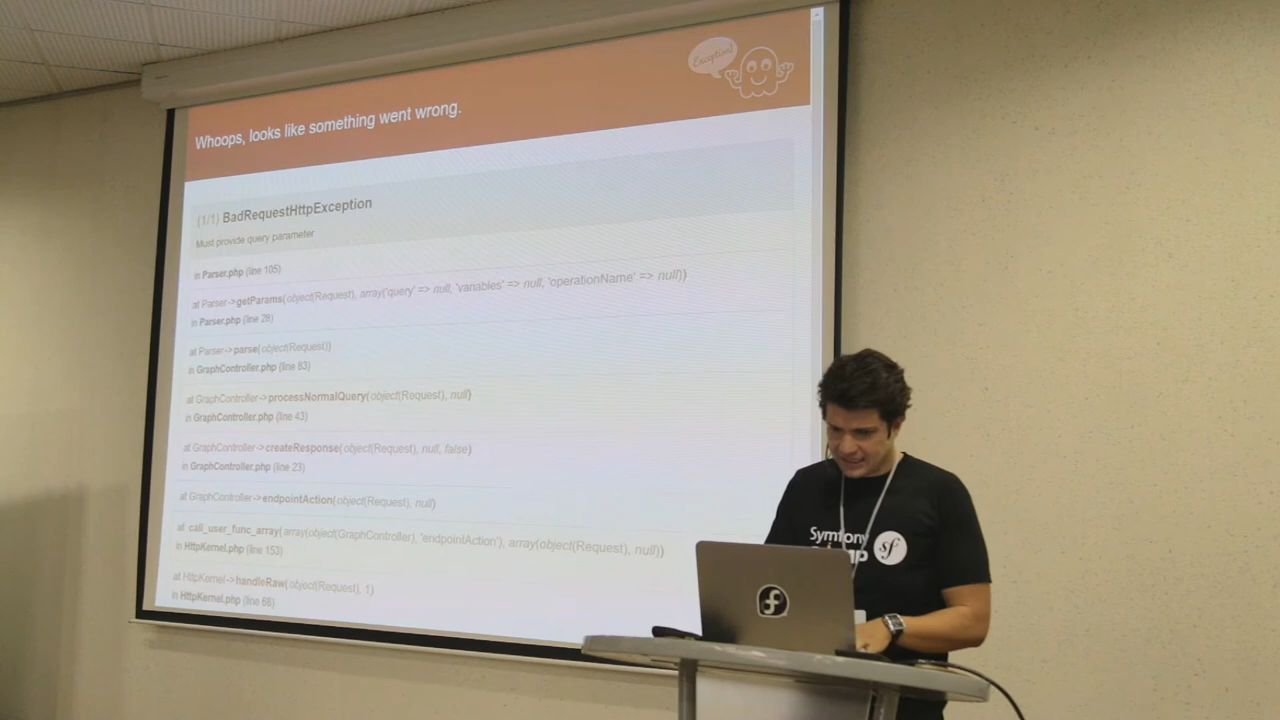 Exception!
Whoops, looks like something went wrong.
(1/1) BadRequestHttpException
Must provide query parameter
in Parser.php (line 105)
at Parser->getParams(object(Request), array('query' => null, 'variables' => null, 'operationName' => null))
in Parser.php (line 28)
at Parser->parse(object(Request))
in GraphController.php (line 83)
at GraphController->processNormalQuery(object(Request), null)
in GraphController.php (line 43)
at GraphController->createResponse(object(Request), null, false)
in GraphController.php (line 23)
at GraphController->endpointAction(object(Request), null)
at call_user_func_array(array(object(GraphController), 'endpointAction'), array(object(Request), null))
in HttpKernel.php (line 153)
at HttpKernel->handleRaw(object(Request), 1)
in HttpKernel.php (line 68)
Symfony
sf